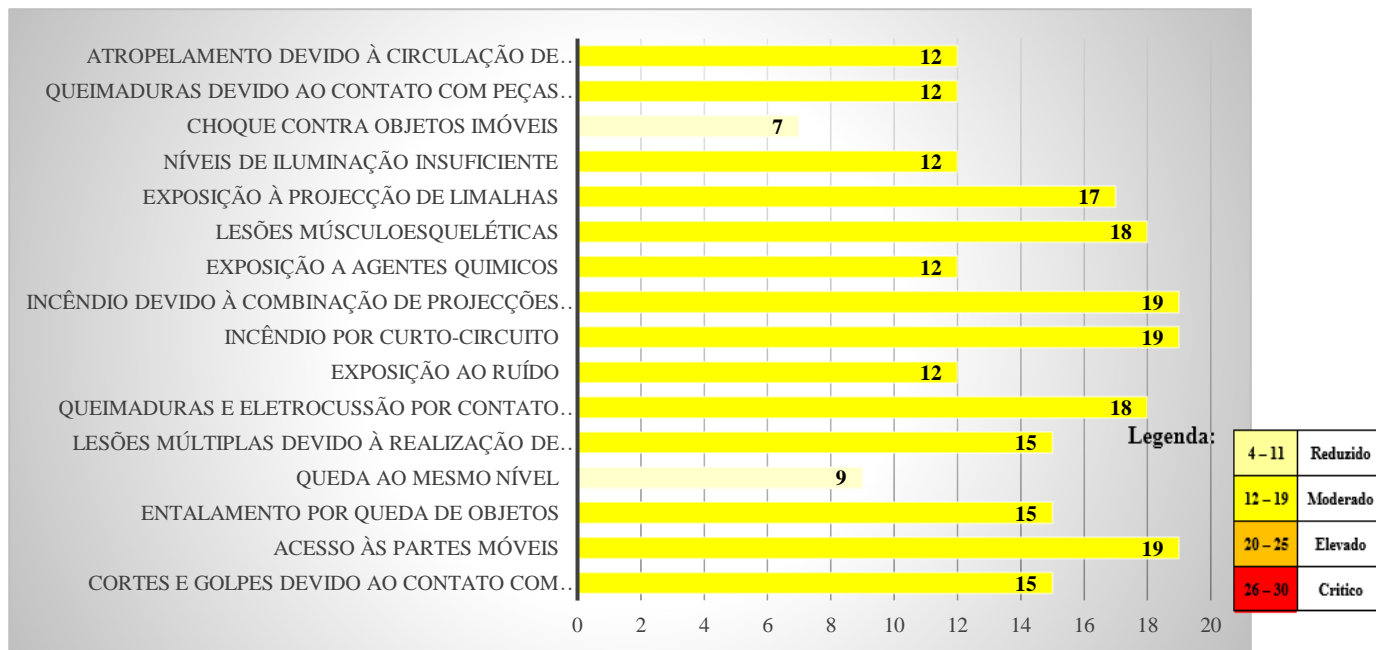 ATROPELAMENTO DEVIDO À CIRCULAÇÃO DE.. 12
QUEIMADURAS DEVIDO AO CONTATO COM PEÇAS.. 12
CHOQUE CONTRA OBJETOS IMÓVEIS 7
NÍVEIS DE ILUMINAÇÃO INSUFICIENTE 12
EXPOSIÇÃO À PROJECÇÃO DE LIMALHAS 17
LESÕES MÚSCULOESQUELÉTICAS 18
EXPOSIÇÃO A AGENTES QUIMICOS 12
INCÊNDIO DEVIDO À COMBINAÇÃO DE PROJECÇÕES.. 19
INCÊNDIO POR CURTO-CIRCUITO 19
EXPOSIÇÃO AO RUÍDO 12
QUEIMADURAS E ELETROCUSSÃO POR CONTATO.. 18
LESÕES MÚLTIPLAS DEVIDO À REALIZAÇÃO DE.. 15
QUEDA AO MESMO NÍVEL 9
ENTALAMENTO POR QUEDA DE OBJETOS 15
ACESSO ÀS PARTES MÓVEIS 19
CORTES E GOLPES DEVIDO AO CONTATO COM.. 15
0 2 4 6 8 10 12 14 16 18 20
Legenda:
4 – 11 Reduzido
12 – 19 Moderado
20 – 25 Elevado
26 – 30 Critico